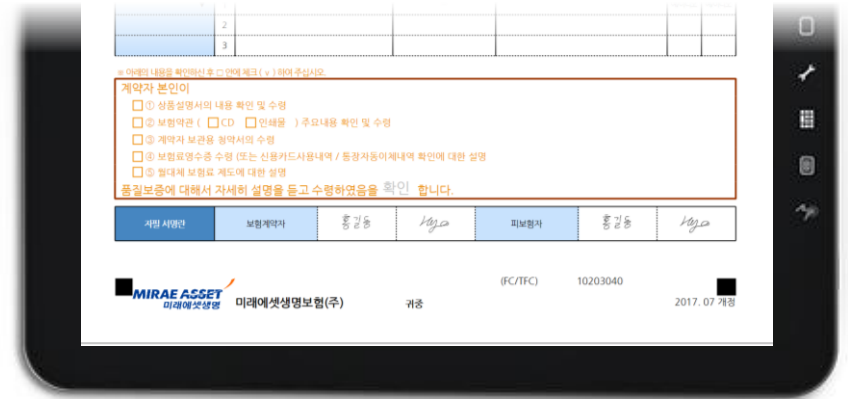 2
3
※ 아래의 내용을 확인하신 후 □ 안에 체크 ( v ) 하여 주십시오.
계약자 본인이
□ ① 상품설명서의 내용 확인 및 수령
□ ② 보험약관 ( □ CD □ 인쇄물 ) 주요내용 확인 및 수령
□ ③ 계약자 보관용 청약서의 수령
□ ④ 보험료영수증 수령 (또는 신용카드사용내역 / 통장자동이체내역 확인에 대한 설명
□ ⑤ 월대체 보험료 제도에 대한 설명
품질보증에 대해서 자세히 설명을 듣고 수령하였음을 확인 합니다.
자필 서명란 보험계약자 홍길동 피보험자 홍길동
(FC/TFC) 10203040
MIRAE ASSET
미래에셋생명 미래에셋생명보험(주) 귀중 2017. 07 개정